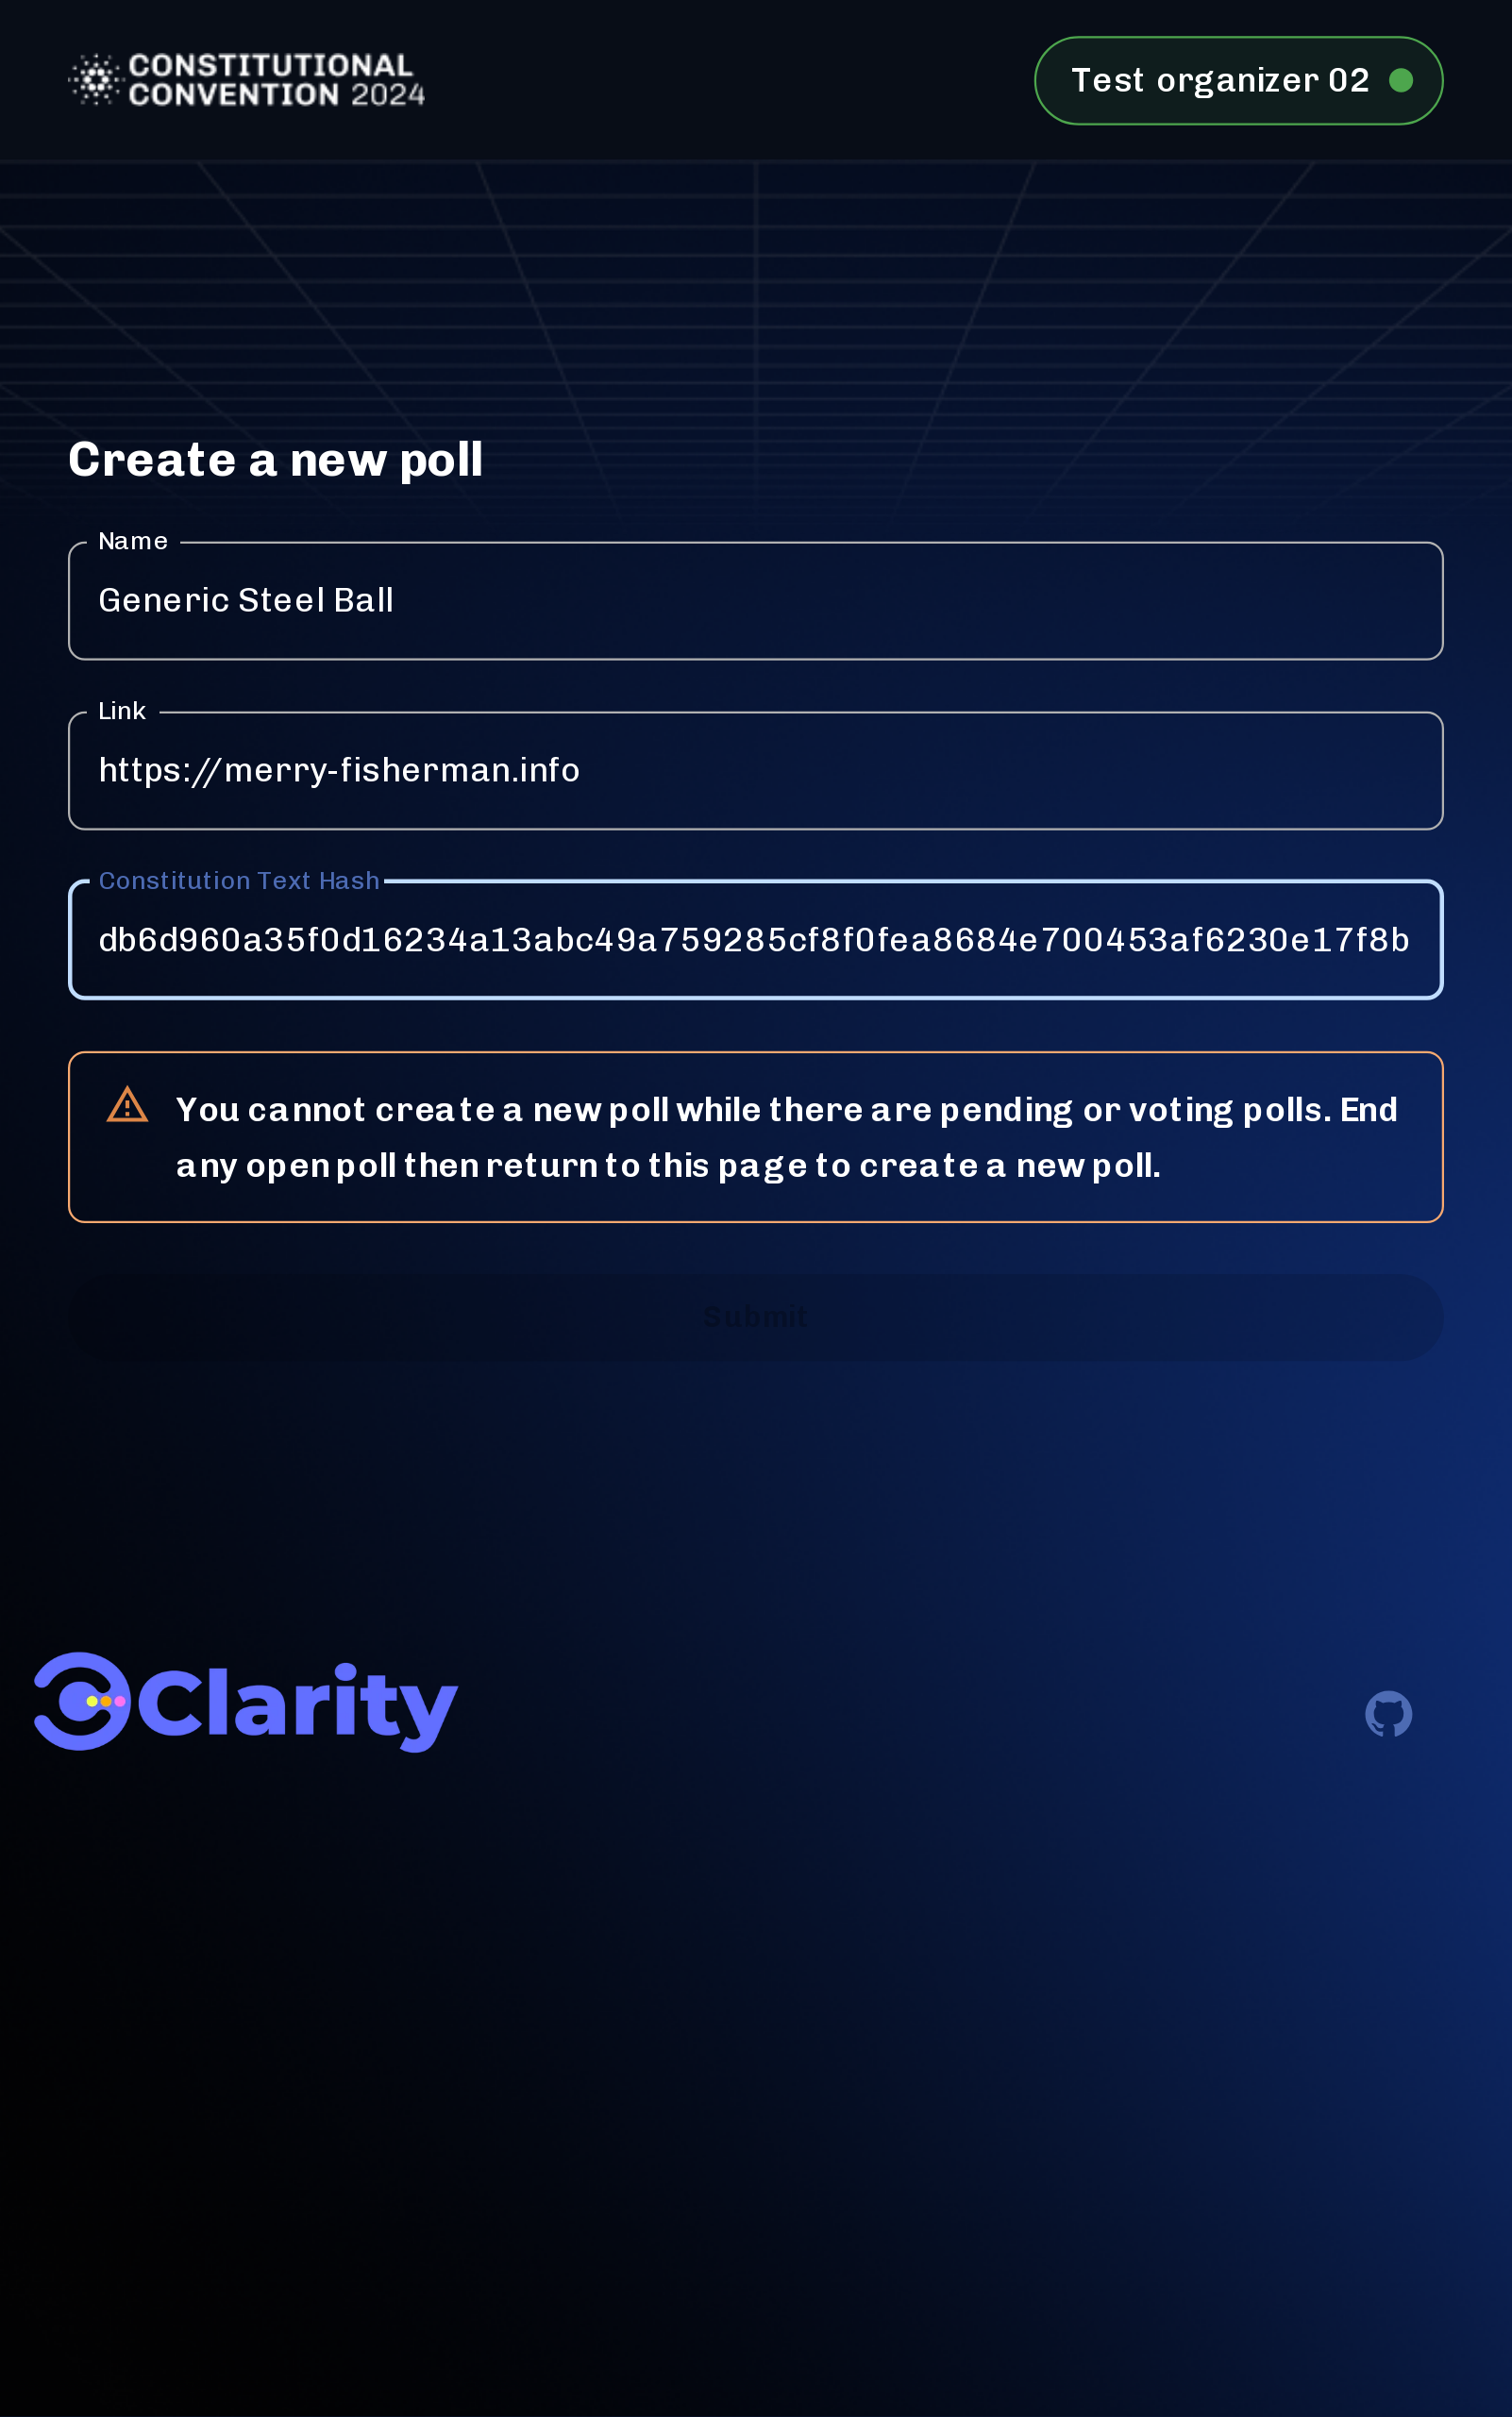 CONSTITUTIONAL
CONVENTION 2024
Test organizer 02
Create a new poll
Name
Generic Steel Ball
Link
https://merry-fisherman.info
Constitution Text Hash
db6d960a35f0d16234a13abc49a759285cf8f0fea8684e700453af6230e17f8b
You cannot create a new poll while there are pending or voting polls. End
any open poll then return to this page to create a new poll.
Submit
Clarity